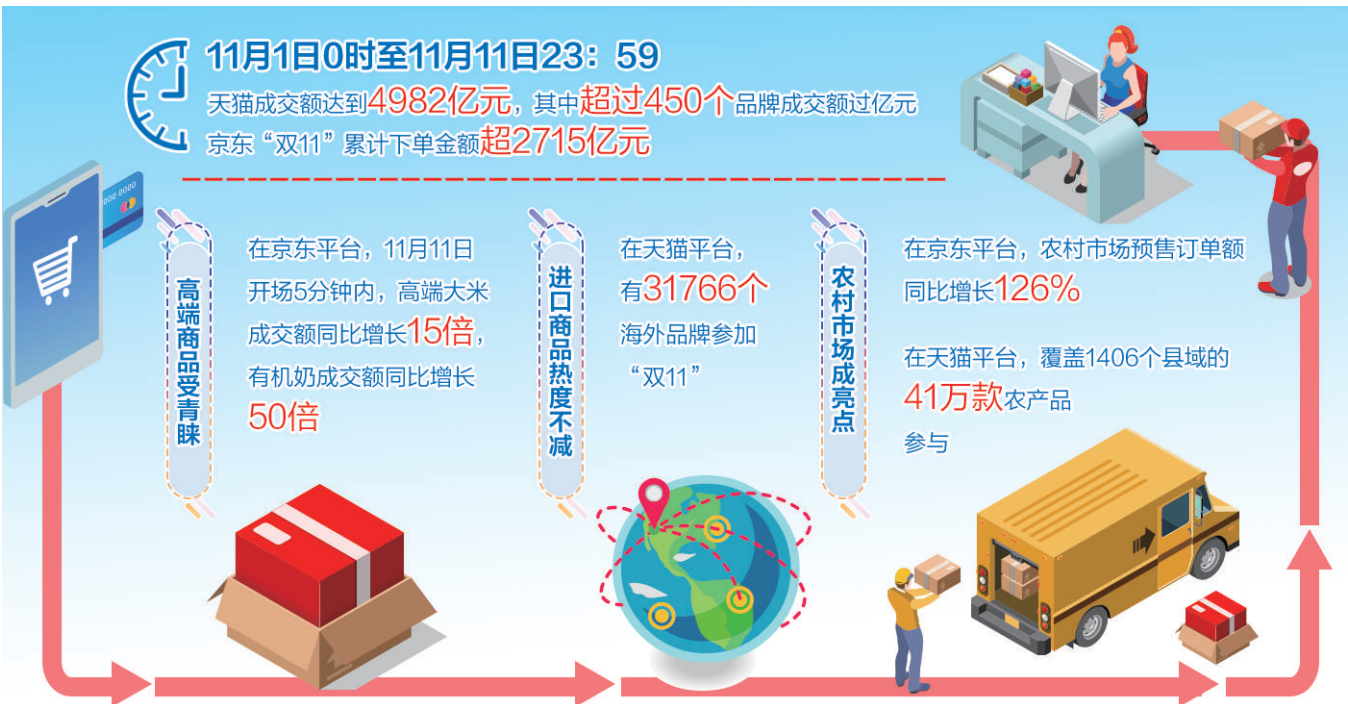 11月1日0时至11月11日23：59
天猫成交额达到4982亿元，其中超过450个品牌成交额过亿元
京东“双11”累计下单金额超2715亿元
000 0000
高端商品受青睐
在京东平台，11月11日
开场5分钟内，高端大米
成交额同比增长15倍，
有机奶成交额同比增长
50倍
进口商品热度不减
在天猫平台，
有31766个
海外品牌参加
“双11”
农村市场成亮点
在京东平台，农村市场预售订单额
同比增长126%
在天猫平台，覆盖1406个县域的
41万款农产品
参与